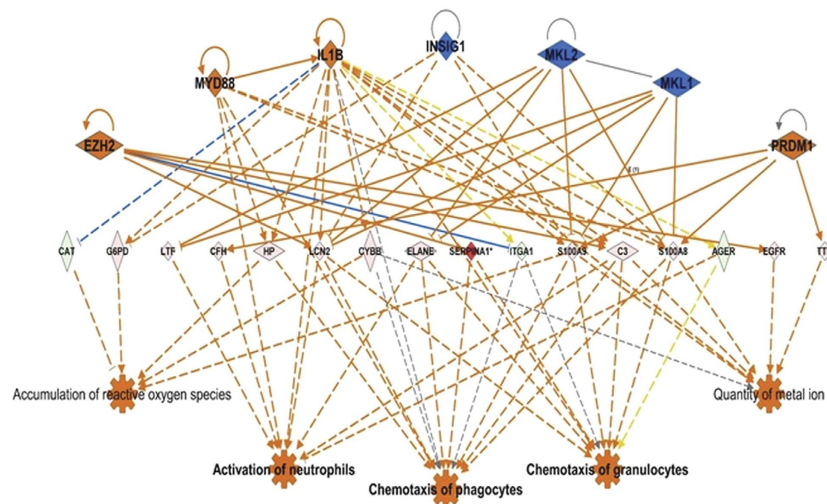 IL1B
INSIG1
MKL2
MYD88
MKL1
EZH2
PRDM1
CAT
G6PD
LTF
CFH
HP
LCN2
CYBB
ELANE
SERPINA1*
ITGA1
S100A9
C3
S100A8
AGER
EGFR
TT
Accumulation of reactive oxygen species
Quantity of metal ion
Activation of neutrophils
Chemotaxis of phagocytes
Chemotaxis of granulocytes